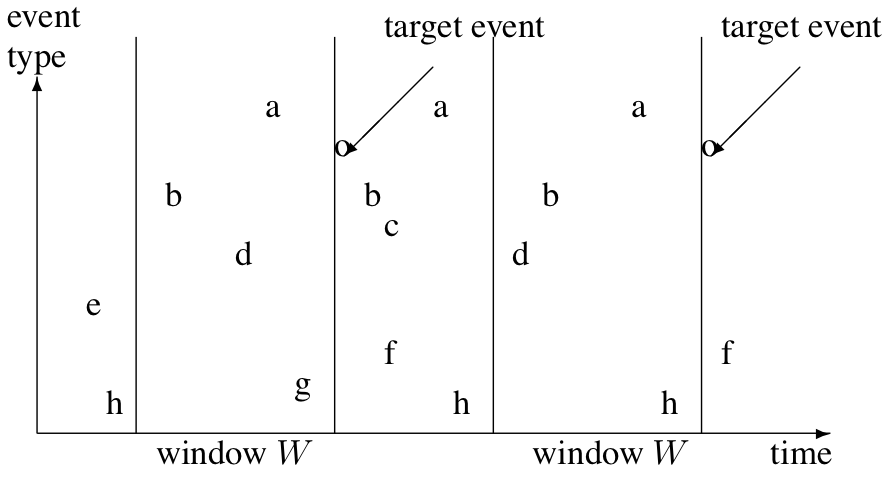 event
type
target event
target event
a
a
a
o
o
b
b
b
c
d
d
e
f
f
g
h
h
h
window W
window W
time